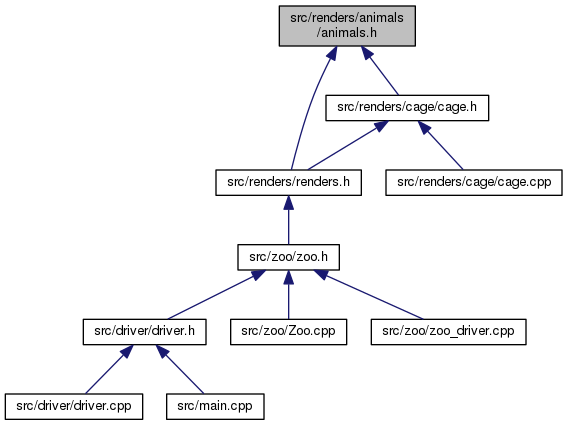 src/renders/animals
/animals.h
src/renders/cage/cage.h
src/renders/renders.h
src/renders/cage/cage.cpp
src/zoo/zoo.h
src/driver/driver.h
src/zoo/Zoo.cpp
src/zoo/zoo_driver.cpp
src/driver/driver.cpp
src/main.cpp